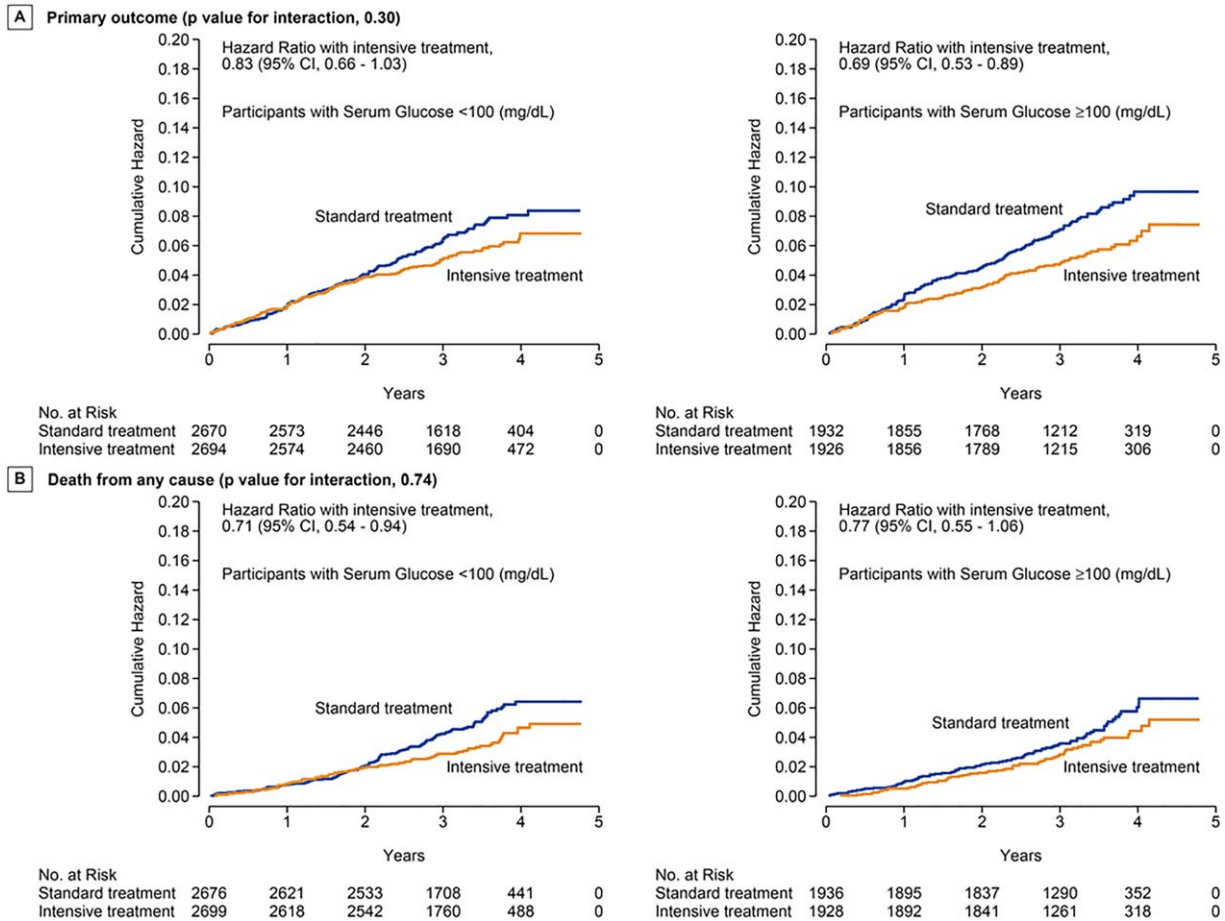 A Primary outcome (p value for interaction, 0.30)
Hazard Ratio with intensive treatment,
0.83 (95% CI, 0.66 - 1.03)
Participants with Serum Glucose <100 (mg/dL)
Cumulative Hazard
0.20
0.18
0.16
0.14
0.12
0.10
0.08
0.06
0.04
0.02
0.00
Standard treatment
Intensive treatment
0 1 2 3 4 5
Years
No. at Risk
Standard treatment 2670 2573 2446 1618 404 0
Intensive treatment 2694 2574 2460 1690 472 0
Hazard Ratio with intensive treatment,
0.69 (95% CI, 0.53 - 0.89)
Participants with Serum Glucose ≥100 (mg/dL)
Cumulative Hazard
0.20
0.18
0.16
0.14
0.12
0.10
0.08
0.06
0.04
0.02
0.00
Standard treatment
Intensive treatment
0 1 2 3 4 5
Years
No. at Risk
Standard treatment 1932 1855 1768 1212 319 0
Intensive treatment 1926 1856 1789 1215 306 0
B Death from any cause (p value for interaction, 0.74)
Hazard Ratio with intensive treatment,
0.71 (95% CI, 0.54 - 0.94)
Participants with Serum Glucose <100 (mg/dL)
Cumulative Hazard
0.20
0.18
0.16
0.14
0.12
0.10
0.08
0.06
0.04
0.02
0.00
Standard treatment
Intensive treatment
0 1 2 3 4 5
Years
No. at Risk
Standard treatment 2676 2621 2533 1708 441 0
Intensive treatment 2699 2618 2542 1760 488 0
Hazard Ratio with intensive treatment,
0.77 (95% CI, 0.55 - 1.06)
Participants with Serum Glucose ≥100 (mg/dL)
Cumulative Hazard
0.20
0.18
0.16
0.14
0.12
0.10
0.08
0.06
0.04
0.02
0.00
Standard treatment
Intensive treatment
0 1 2 3 4 5
Years
No. at Risk
Standard treatment 1936 1895 1837 1290 352 0
Intensive treatment 1928 1892 1841 1261 318 0